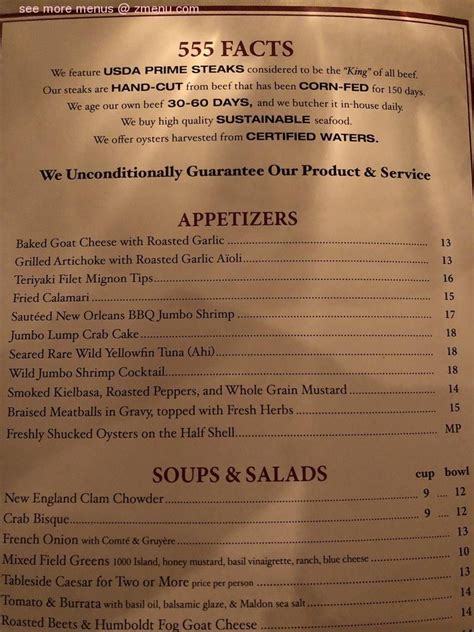 see more menus @ zmenu.com
555 FACTS
We feature USDA PRIME STEAKS considered to be the "King" of all beef.
Our steaks are HAND-CUT from beef that has been CORN-FED for 150 days.
We age our own beef 30-60 DAYS, and we butcher it in-house daily.
We buy high quality SUSTAINABLE seafood.
We offer oysters harvested from CERTIFIED WATERS.
We Unconditionally Guarantee Our Product & Service
APPETIZERS
Baked Goat Cheese with Roasted Garlic 13
Grilled Artichoke with Roasted Garlic Aïoli 13
Teriyaki Filet Mignon Tips 16
Fried Calamari 15
Sautéed New Orleans BBQ Jumbo Shrimp 17
Jumbo Lump Crab Cake 18
Seared Rare Wild Yellowfin Tuna (Ahi) 18
Wild Jumbo Shrimp Cocktail 18
Smoked Kielbasa, Roasted Peppers, and Whole Grain Mustard 14
Braised Meatballs in Gravy, topped with Fresh Herbs 15
Freshly Shucked Oysters on the Half Shell MP
SOUPS & SALADS cup bowl
New England Clam Chowder 9 ... 12
Crab Bisque 9 ... 12
French Onion with Comté & Gruyère 13
Mixed Field Greens 1000 Island, honey mustard, basil vinaigrette, ranch, blue cheese 10
Tableside Caesar for Two or More price per person 13
Tomato & Burrata with basil oil, balsamic glaze, & Maldon sea salt 14
Roasted Beets & Humboldt Fog Goat Cheese 13